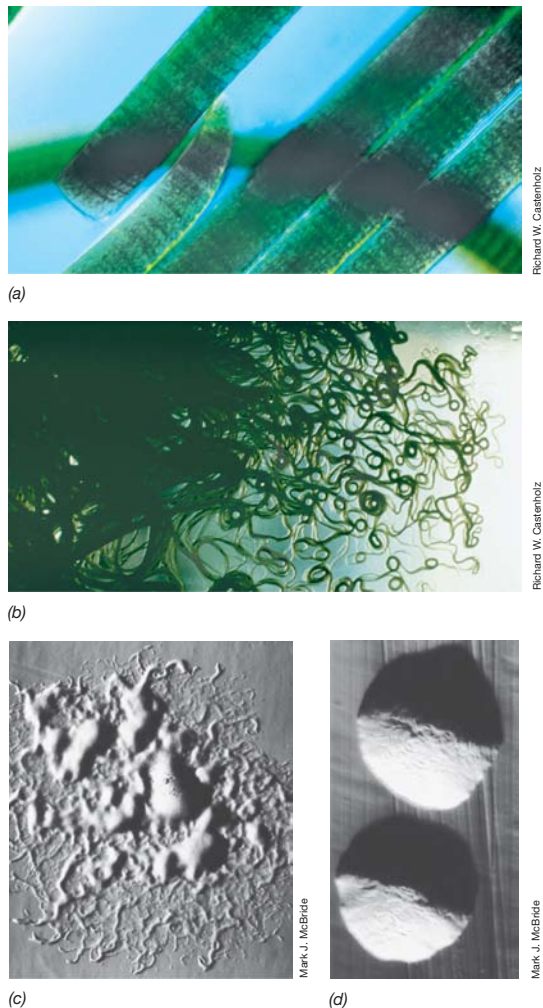 Richard W. Castenholz
(a)
Richard W. Castenholz
(b)
Mark J. McBride
(c)
Mark J. McBride
(d)